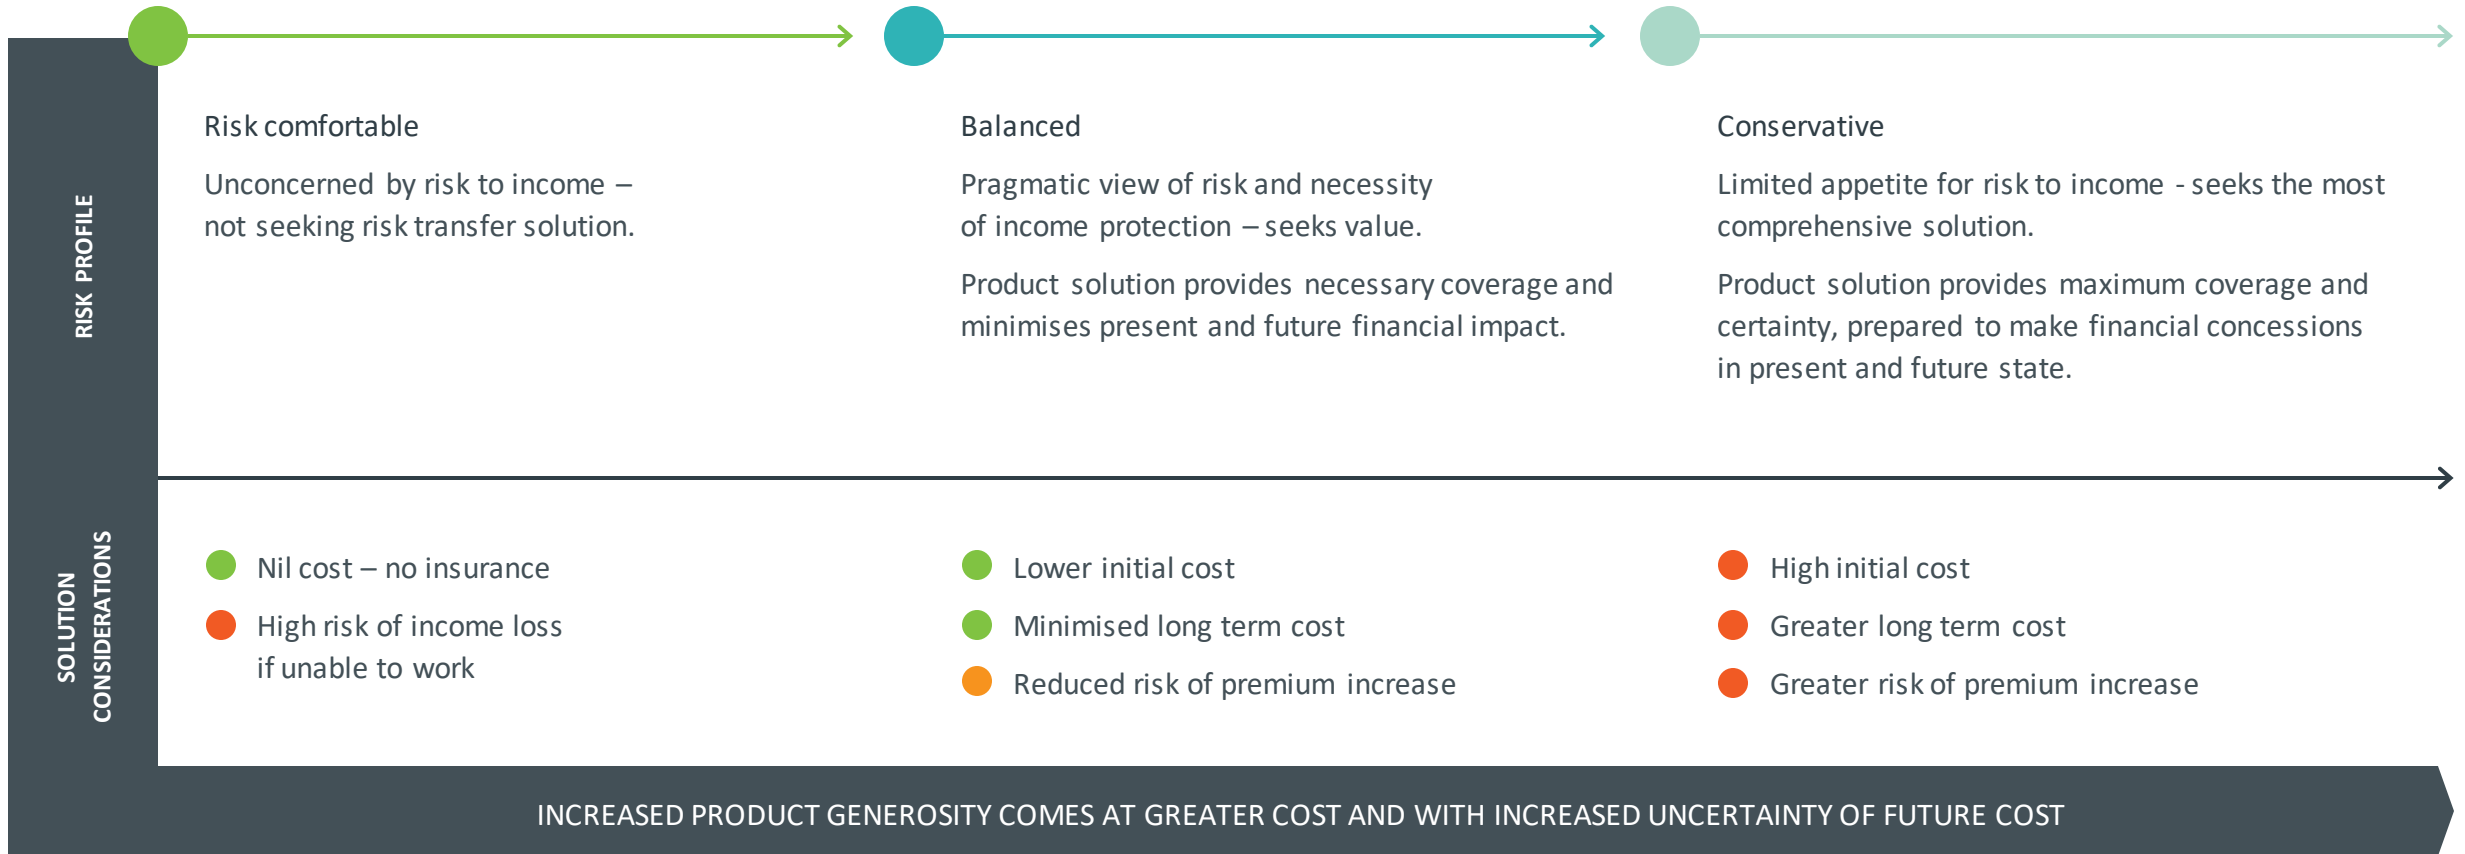 RISK PROFILE
Risk comfortable
Unconcerned by risk to income –
not seeking risk transfer solution.
Balanced
Pragmatic view of risk and necessity
of income protection – seeks value.
Product solution provides necessary coverage and
minimises present and future financial impact.
Conservative
Limited appetite for risk to income - seeks the most
comprehensive solution.
Product solution provides maximum coverage and
certainty, prepared to make financial concessions
in present and future state.
SOLUTION
CONSIDERATIONS
Nil cost – no insurance
High risk of income loss
if unable to work
Lower initial cost
Minimised long term cost
Reduced risk of premium increase
High initial cost
Greater long term cost
Greater risk of premium increase
INCREASED PRODUCT GENEROSITY COMES AT GREATER COST AND WITH INCREASED UNCERTAINTY OF FUTURE COST